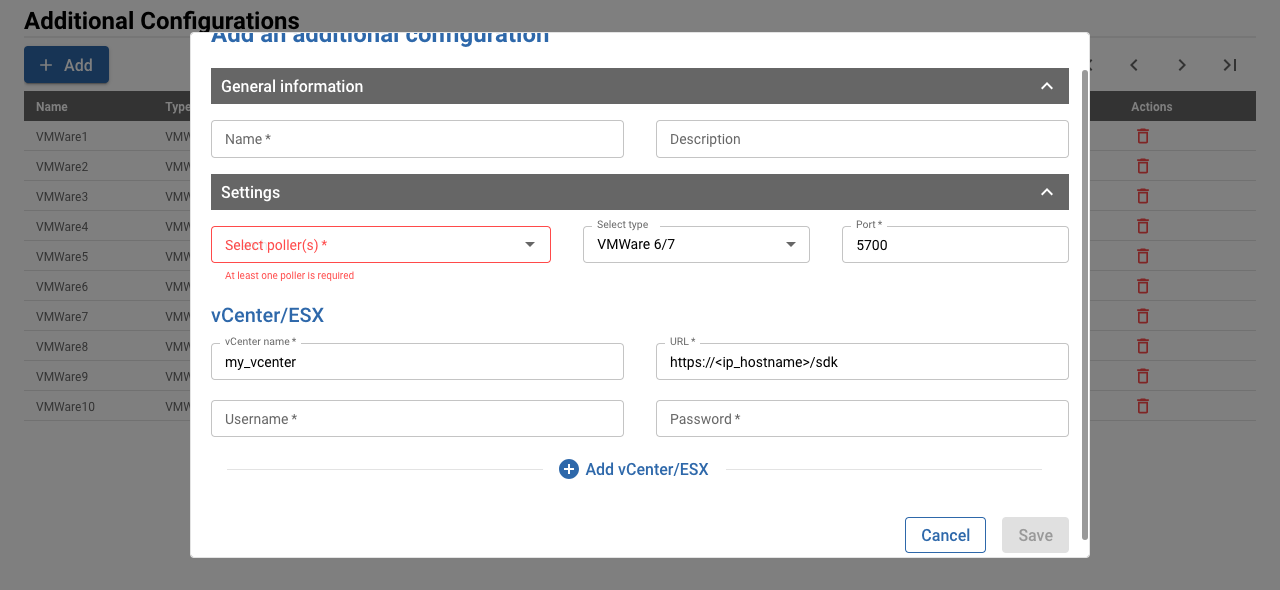 Additional Configurations
Add
Add an additional configuration
Name Type Actions
General information
Name *
Description
VMWare1 VMW
VMWare2 VMW
VMWare3 VMW
VMWare4 VMW
VMWare5 VMW
VMWare6 VMW
VMWare7 VMW
VMWare8 VMW
VMWare9 VMW
VMWare10 VMW
Settings
Select poller(s) *
At least one poller is required
Select type
VMWare 6/7
Port *
5700
vCenter/ESX
vCenter name *
my_vcenter
URL *
https://<ip_hostname>/sdk
Username *
Password *
Add vCenter/ESX
Cancel
Save